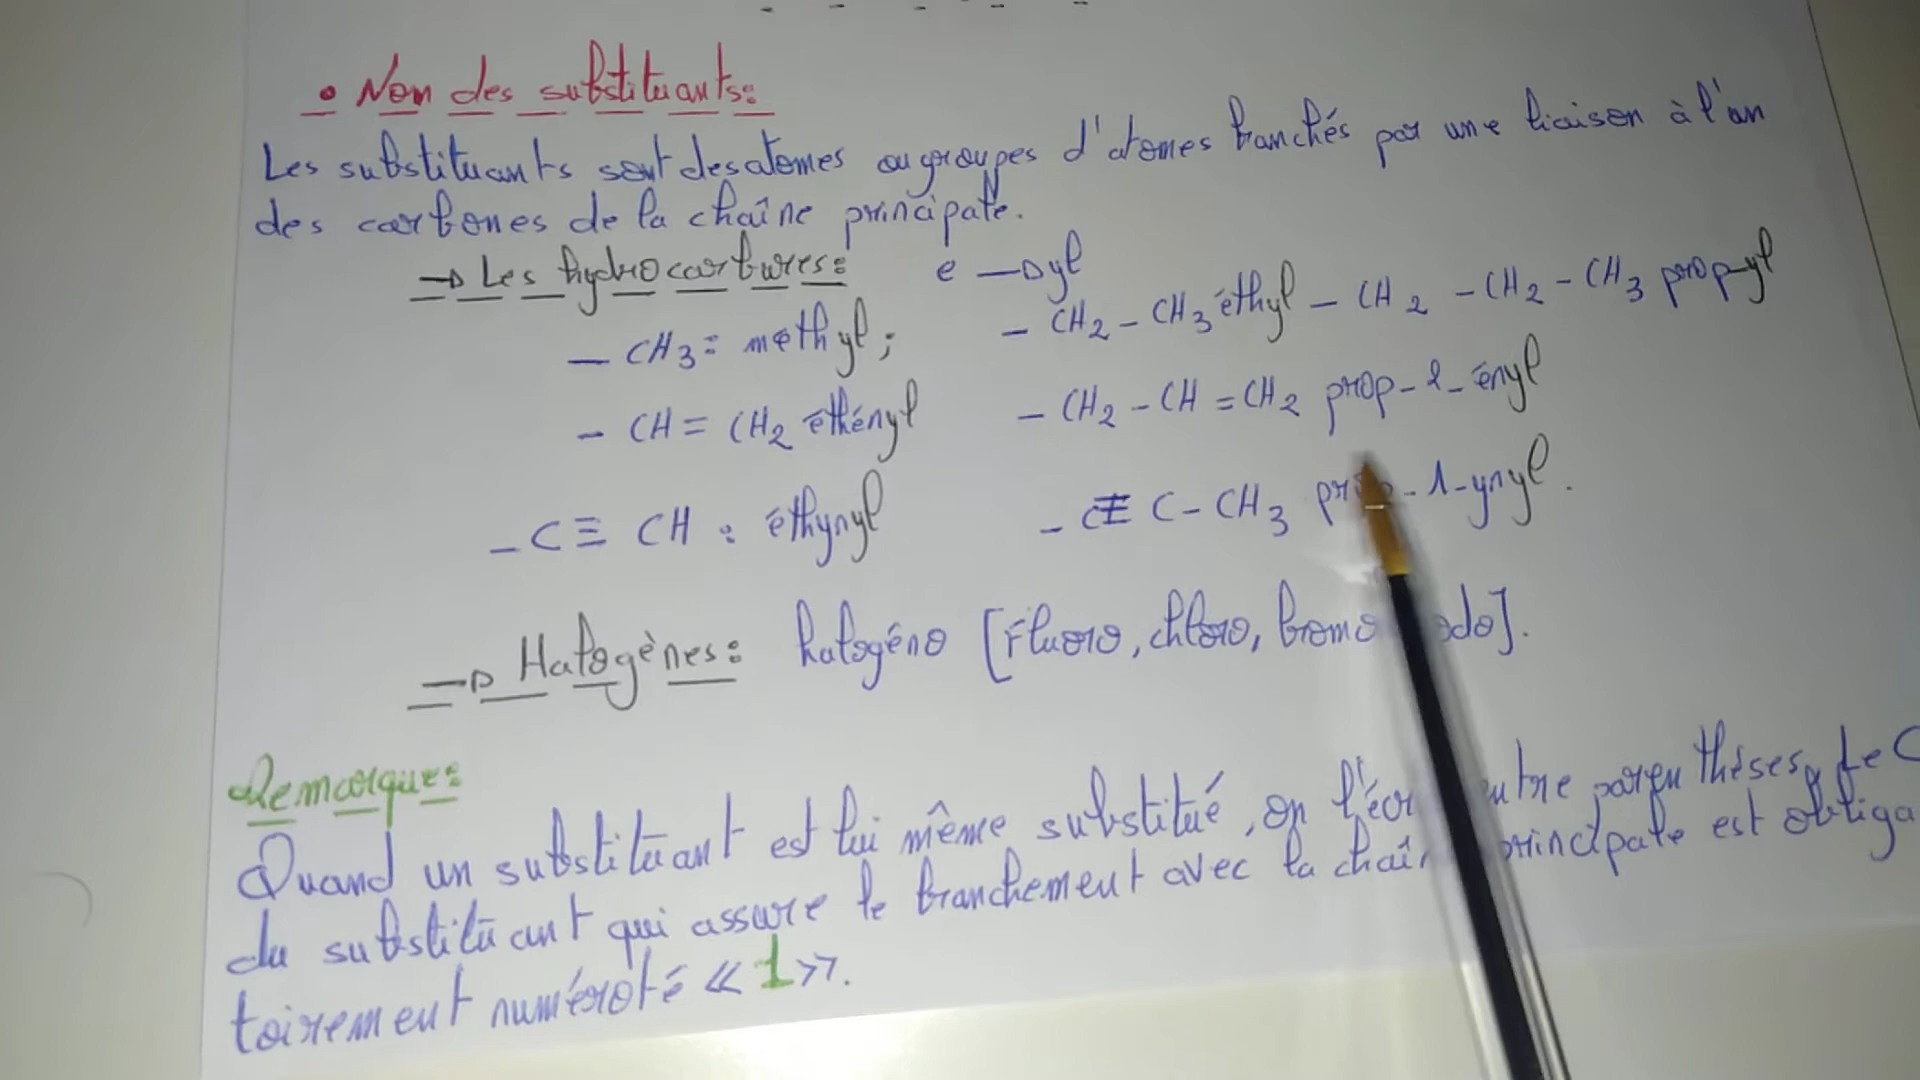 • Nom des substituants:
Les substituants sont des atomes ou groupes d'atomes branchés par une liaison à l'un
des carbones de la chaîne principale.
→ Les hydrocarbures: e → yl
– CH3: méthyl; – CH2 – CH3 éthyl – CH2 – CH2 – CH3 propyl
– CH = CH2 éthényl – CH2 – CH = CH2 prop-2-ényl
– C ≡ CH : éthynyl – C ≡ C – CH3 prop-1-ynyl.
→ Halogènes: halogéno [Fluoro, chloro, bromo odo].
Remarque:
Quand un substituant est lui même substitué, on l'écri entre parenthèses, Le C
du substituant qui assure le branchement avec la chaîn principale est obliga
toirement numéroté « 1 ».